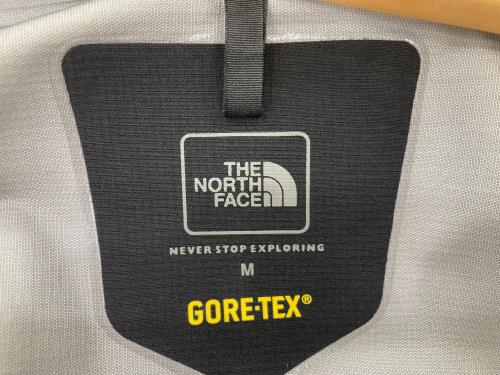 THE
NORTH
FACE
NEVER STOP EXPLORING
M
GORE-TEX®